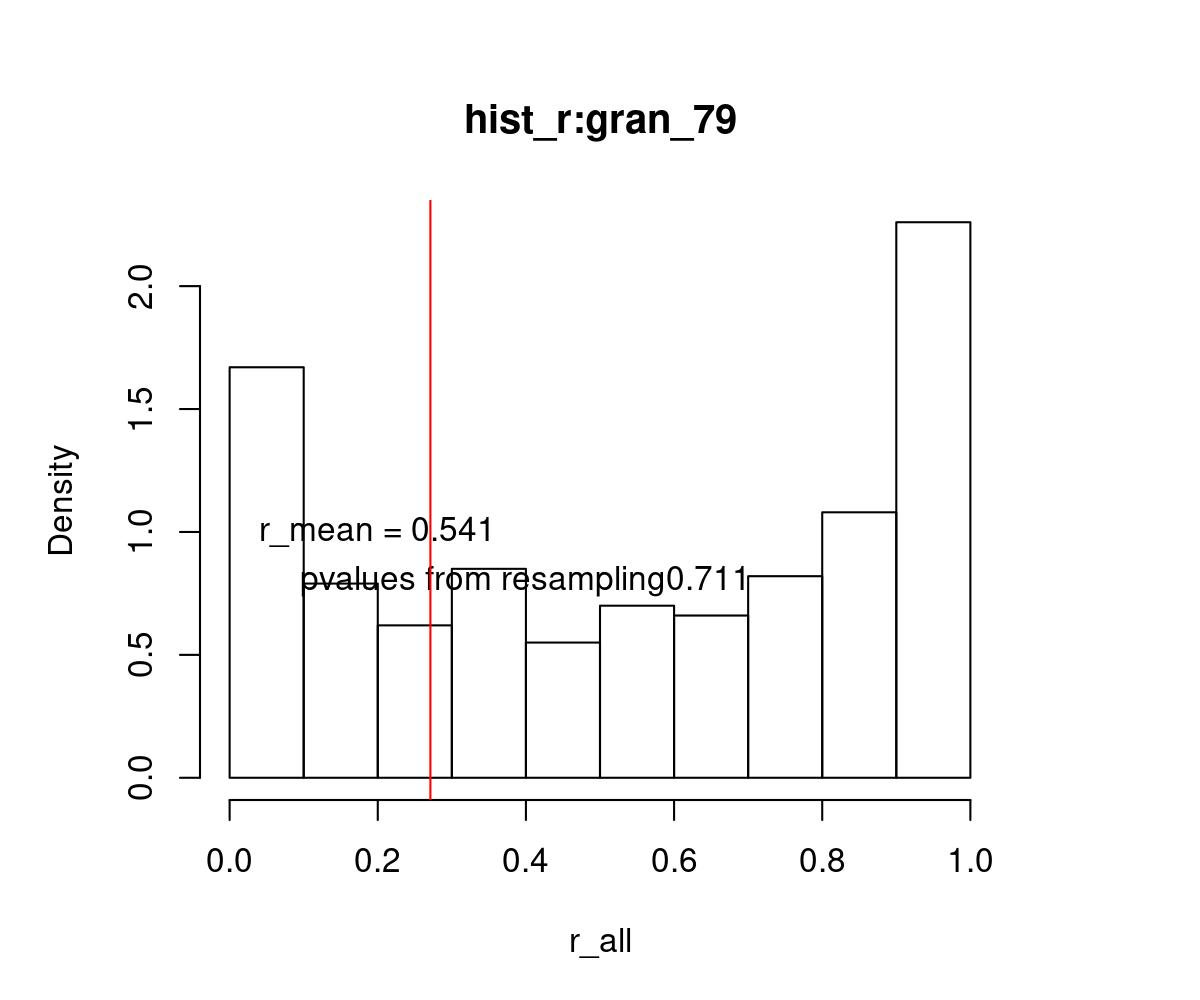 hist_r:gran_79
Density
2.0
1.5
1.0
0.5
0.0
r_mean = 0.541
pvalues from resampling0.711
0.0 0.2 0.4 0.6 0.8 1.0
r_all